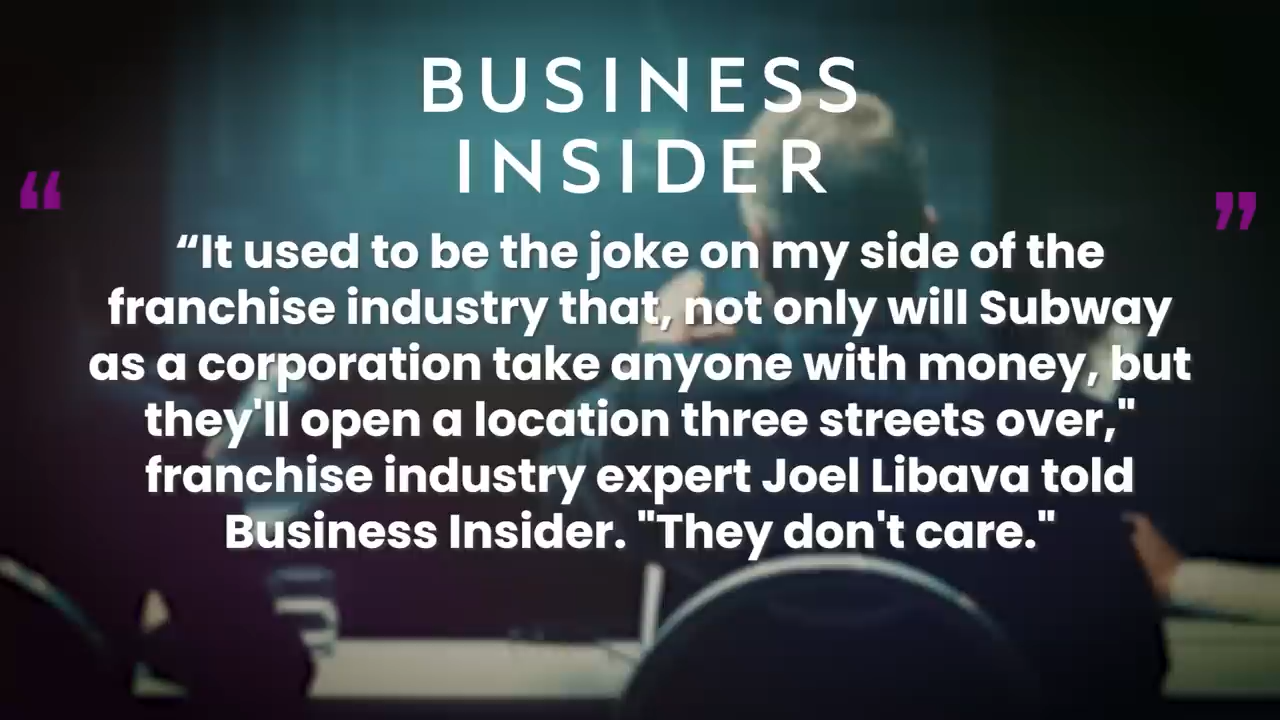 BUSINESS
INSIDER
“ ”
“It used to be the joke on my side of the
franchise industry that, not only will Subway
as a corporation take anyone with money, but
they'll open a location three streets over,"
franchise industry expert Joel Libava told
Business Insider. "They don't care."